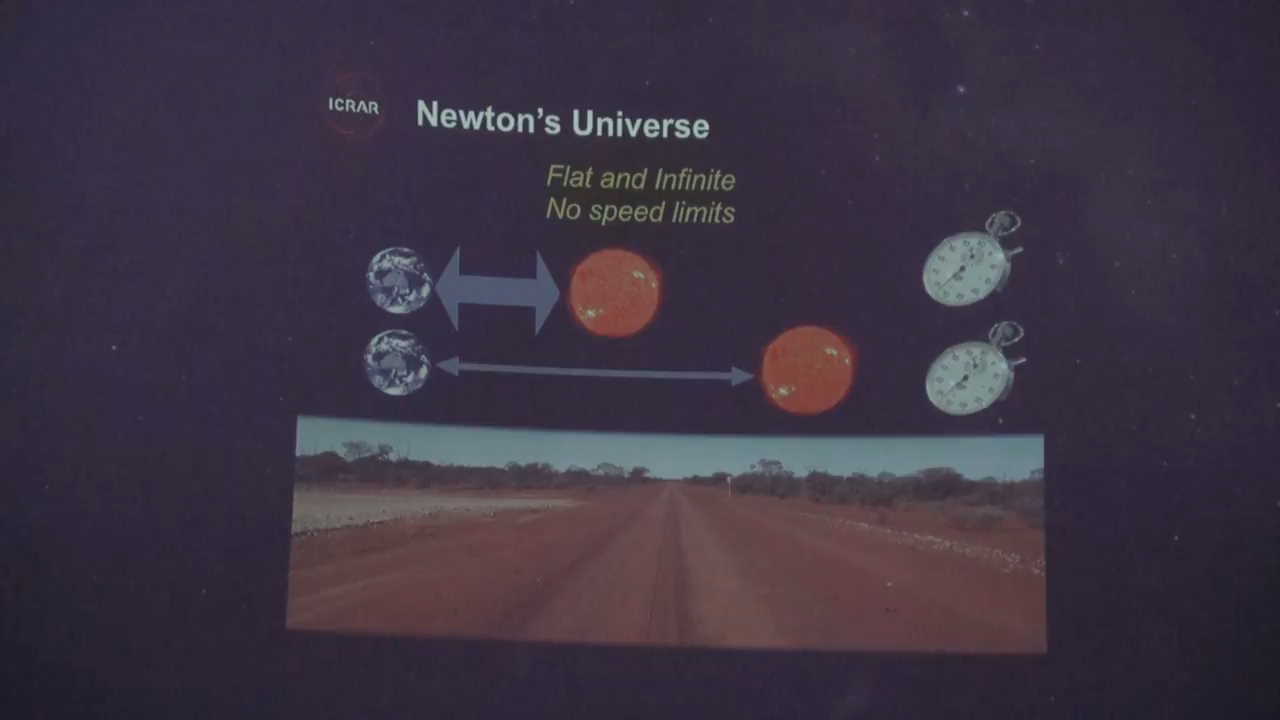 ICRAR
Newton's Universe
Flat and Infinite
No speed limits